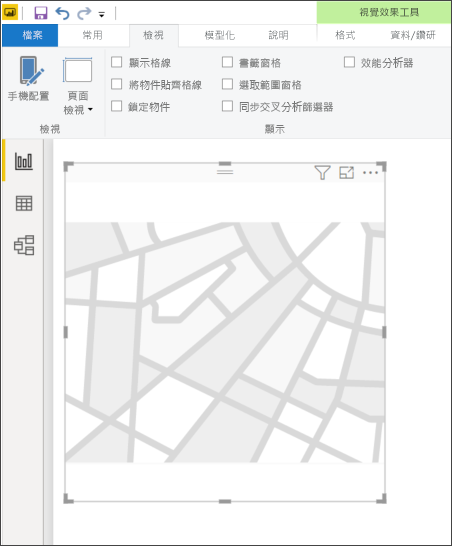 視覺效果工具
檔案 常用 檢視 模型化 說明 格式 資料/鑽研
顯示格線 書籤窗格 效能分析器
將物件貼齊格線 選取範圍窗格
鎖定物件 同步交叉分析篩選器
手機配置 頁面
檢視
檢視 顯示